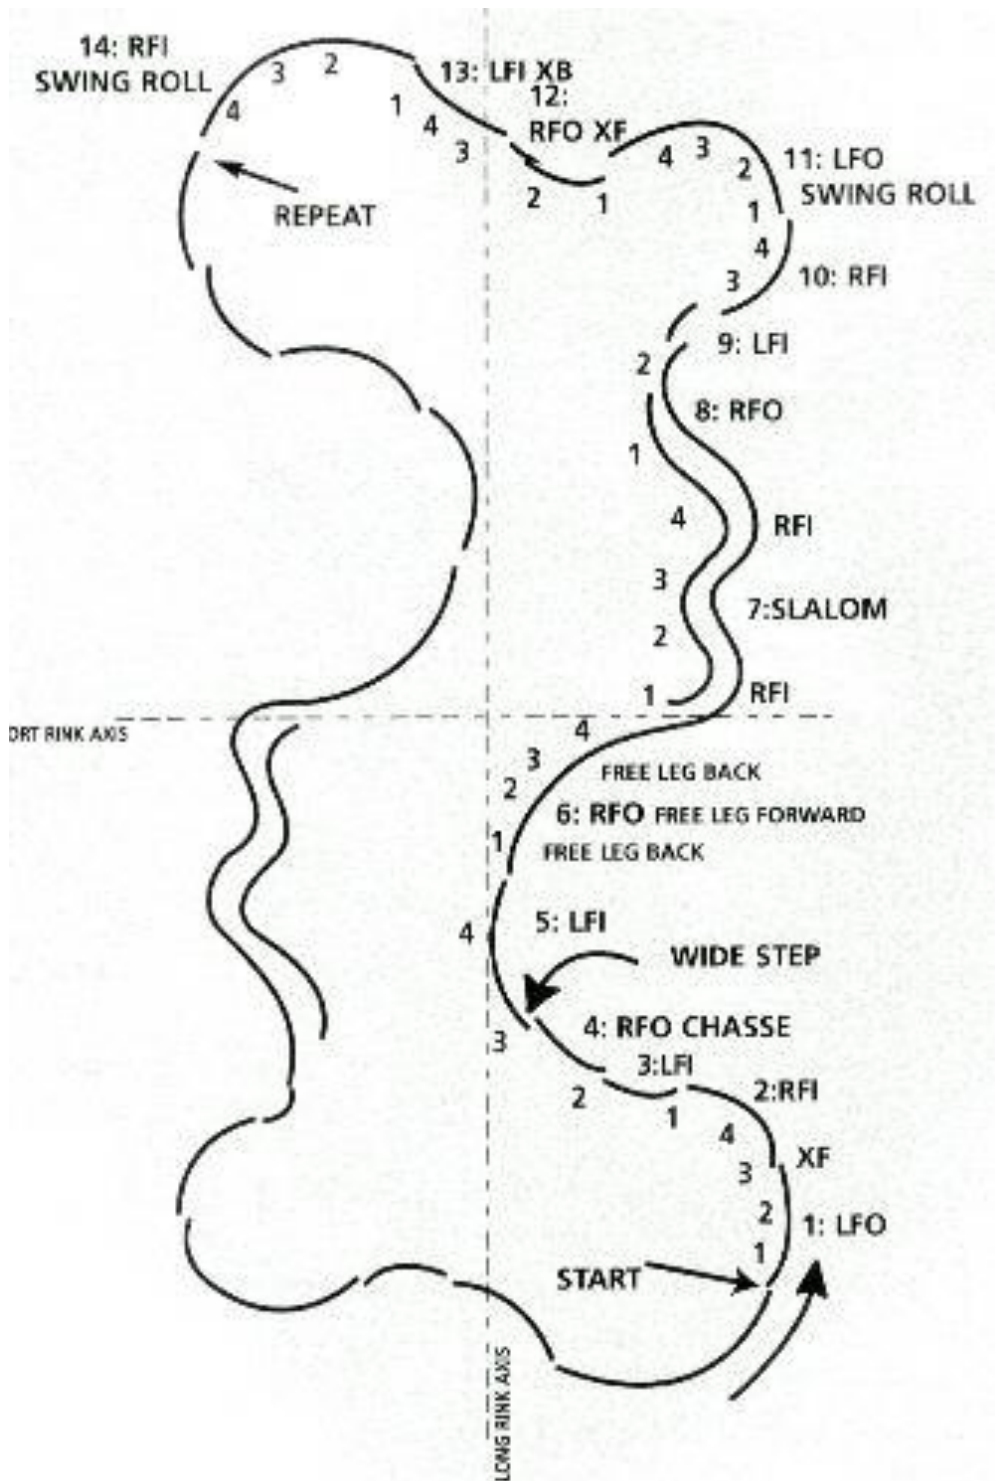 14: RFI
SWING ROLL
3
2
4
1
4
3
13: LFI XB
12:
RFO XF
2
1
4
3
2
1
4
3
11: LFO
SWING ROLL
REPEAT
10: RFI
9: LFI
2
8: RFO
1
4
RFI
3
7:SLALOM
2
1
RFI
ORT RINK AXIS
4
3
FREE LEG BACK
2
6: RFO FREE LEG FORWARD
1
FREE LEG BACK
5: LFI
4
WIDE STEP
4: RFO CHASSE
3
3:LFI
2
1
2:RFI
4
XF
3
2
1: LFO
1
START
LONG RINK AXIS